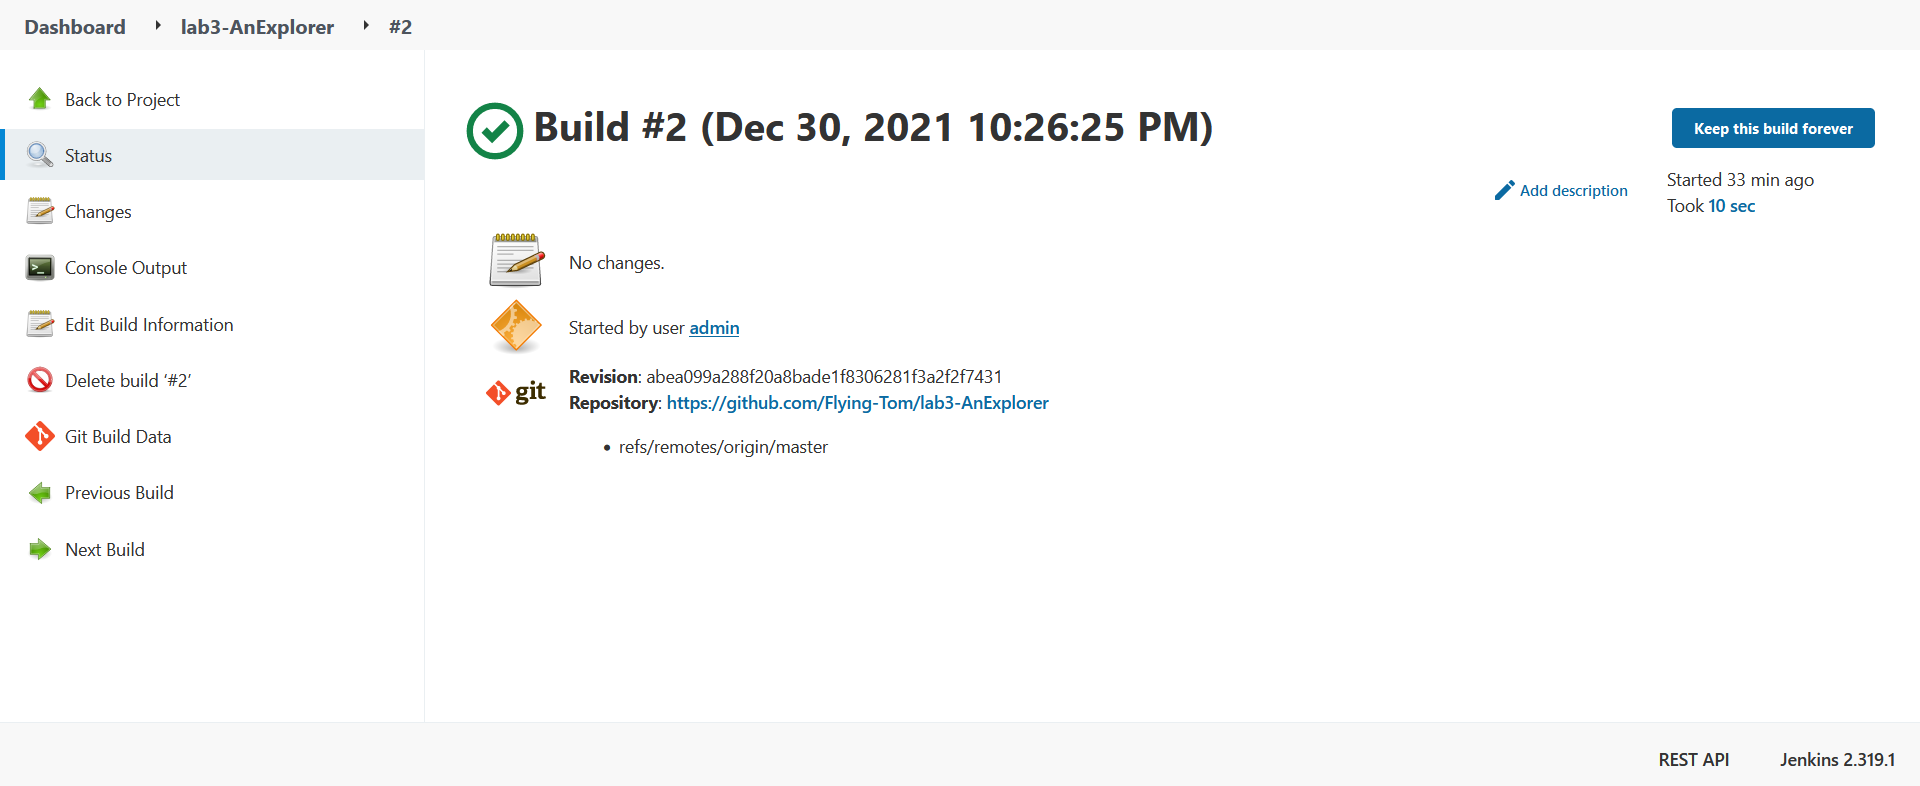 Dashboard lab3-AnExplorer #2
Back to Project
Status
Changes
Console Output
Edit Build Information
Delete build ‘#2’
Git Build Data
Previous Build
Next Build
Build #2 (Dec 30, 2021 10:26:25 PM)
Keep this build forever
Add description
Started 33 min ago
Took 10 sec
No changes.
Started by user admin
git
Revision: abea099a288f20a8bade1f8306281f3a2f2f7431
Repository: https://github.com/Flying-Tom/lab3-AnExplorer
• refs/remotes/origin/master
REST API Jenkins 2.319.1